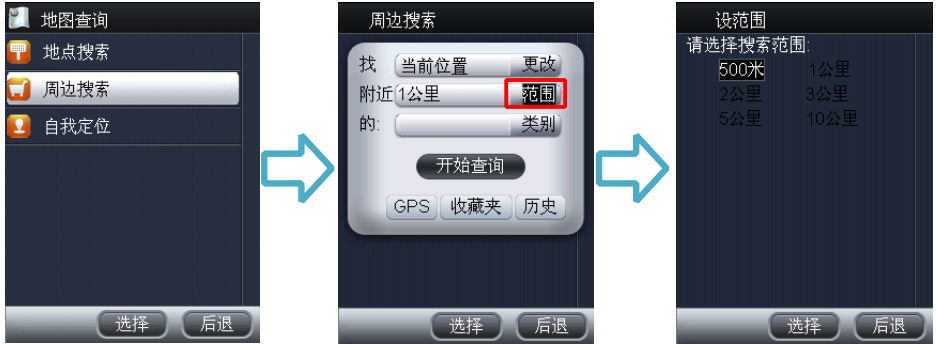 地图查询
地点搜索
周边搜索
自我定位
选择 后退
周边搜索
找 当前位置 更改
附近 1公里 范围
的: 类别
开始查询
GPS 收藏夹 历史
选择 后退
设范围
请选择搜索范围:
500米 1公里
2公里 3公里
5公里 10公里
选择 后退